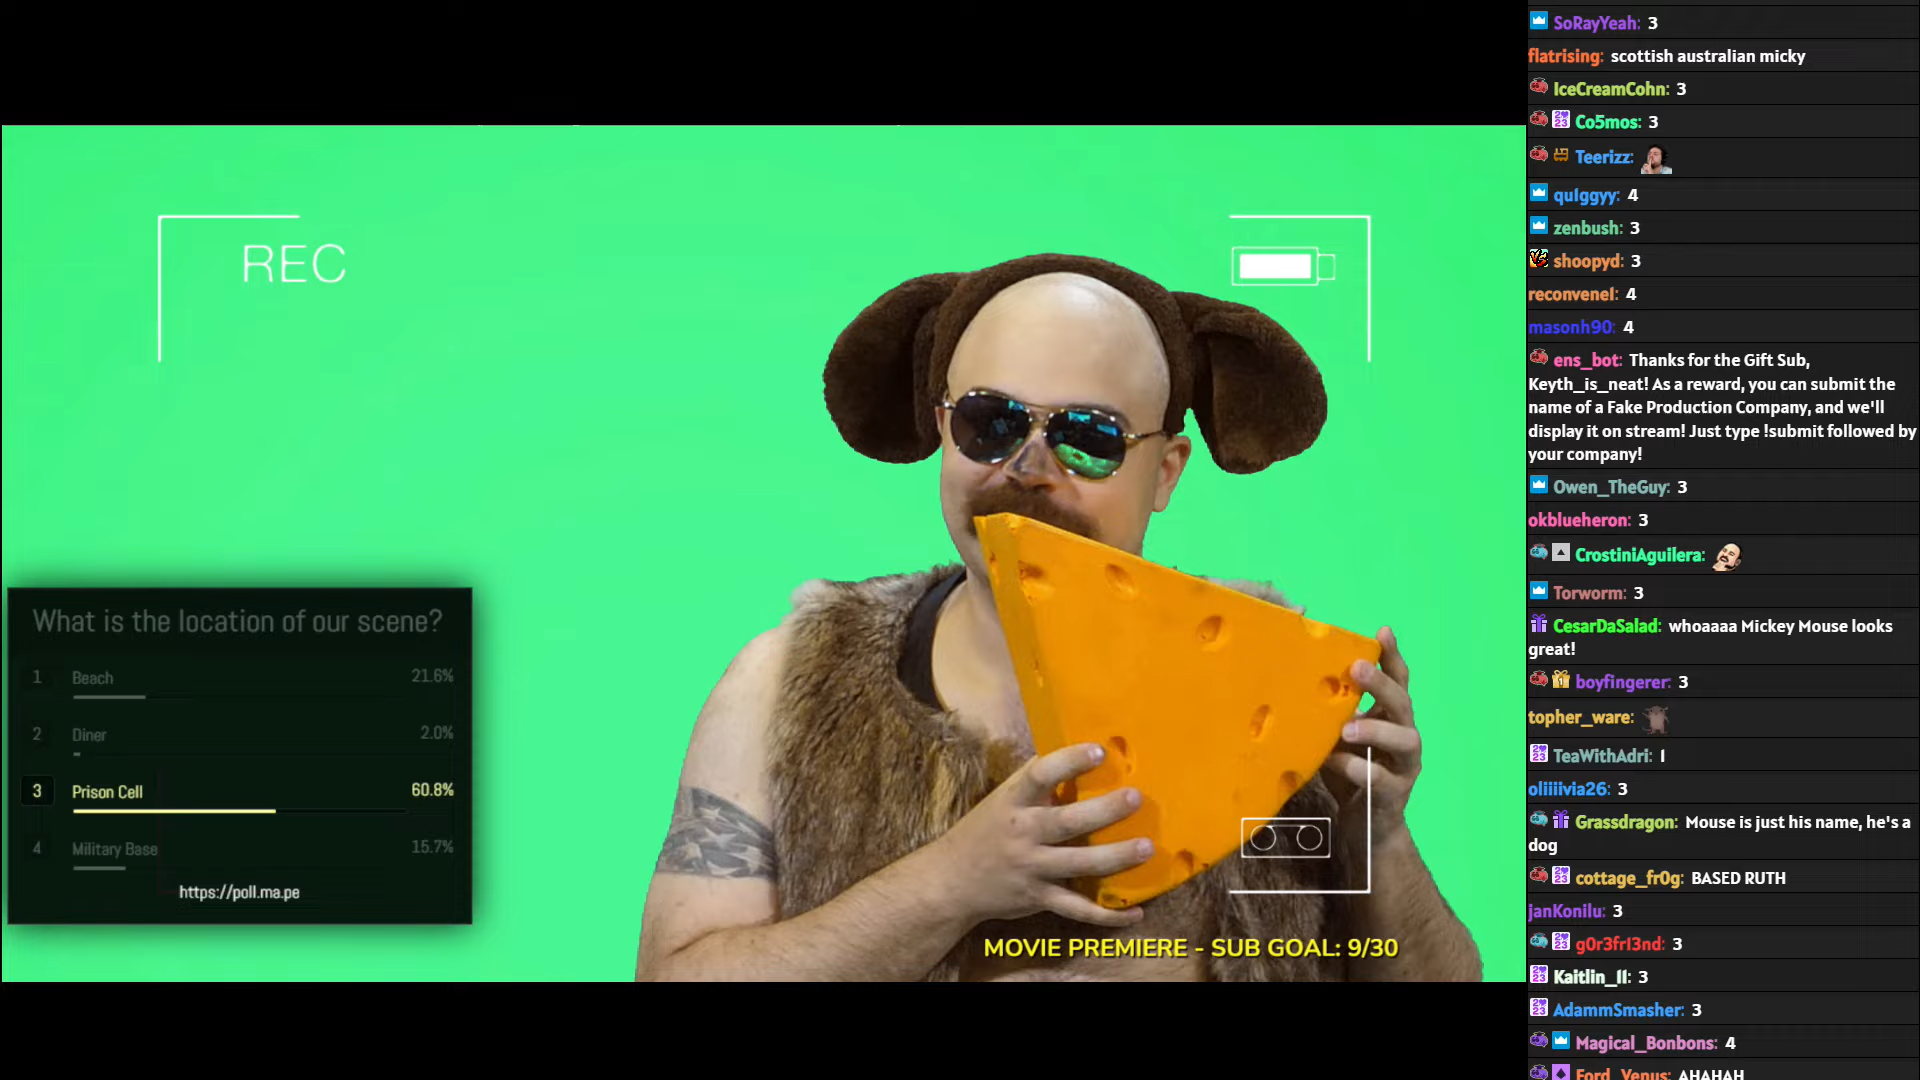 REC
What is the location of our scene?
1 Beach 21.6%
2 Diner 2.0%
3 Prison Cell 60.8%
4 Military Base 15.7%
https://poll.ma.pe
MOVIE PREMIERE - SUB GOAL: 9/30
SoRayYeah: 3
flatrising: scottish australian micky
IceCreamCohn: 3
Co5mos: 3
Teerizz:
qu1ggyy: 4
zenbush: 3
shoopyd: 3
reconvene1: 4
masonh90: 4
ens_bot: Thanks for the Gift Sub,
Keyth_is_neat! As a reward, you can submit the
name of a Fake Production Company, and we'll
display it on stream! Just type !submit followed by
your company!
Owen_TheGuy: 3
okblueheron: 3
CrostiniAguilera:
Torworm: 3
CesarDaSalad: whoaaaa Mickey Mouse looks
great!
boyfingerer: 3
topher_ware:
TeaWithAdri: 1
oliiiivia26: 3
Grassdragon: Mouse is just his name, he's a
dog
cottage_fr0g: BASED RUTH
janKonilu: 3
g0r3fr13nd: 3
Kaitlin_11: 3
AdammSmasher: 3
Magical_Bonbons: 4
Ford_Venus: AHAHAH